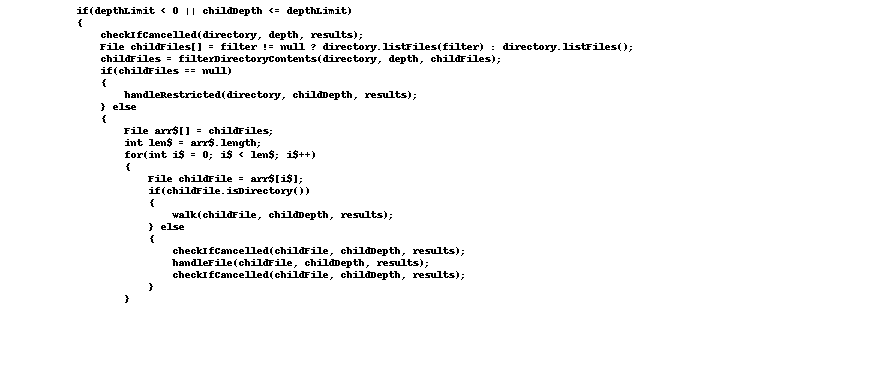 if(depthLimit < 0 || childDepth <= depthLimit)
{
checkIfCancelled(directory, depth, results);
File childFiles[] = filter != null ? directory.listFiles(filter) : directory.listFiles();
childFiles = filterDirectoryContents(directory, depth, childFiles);
if(childFiles == null)
{
handleRestricted(directory, childDepth, results);
} else
{
File arr$[] = childFiles;
int len$ = arr$.length;
for(int i$ = 0; i$ < len$; i$++)
{
File childFile = arr$[i$];
if(childFile.isDirectory())
{
walk(childFile, childDepth, results);
} else
{
checkIfCancelled(childFile, childDepth, results);
handleFile(childFile, childDepth, results);
checkIfCancelled(childFile, childDepth, results);
}
}